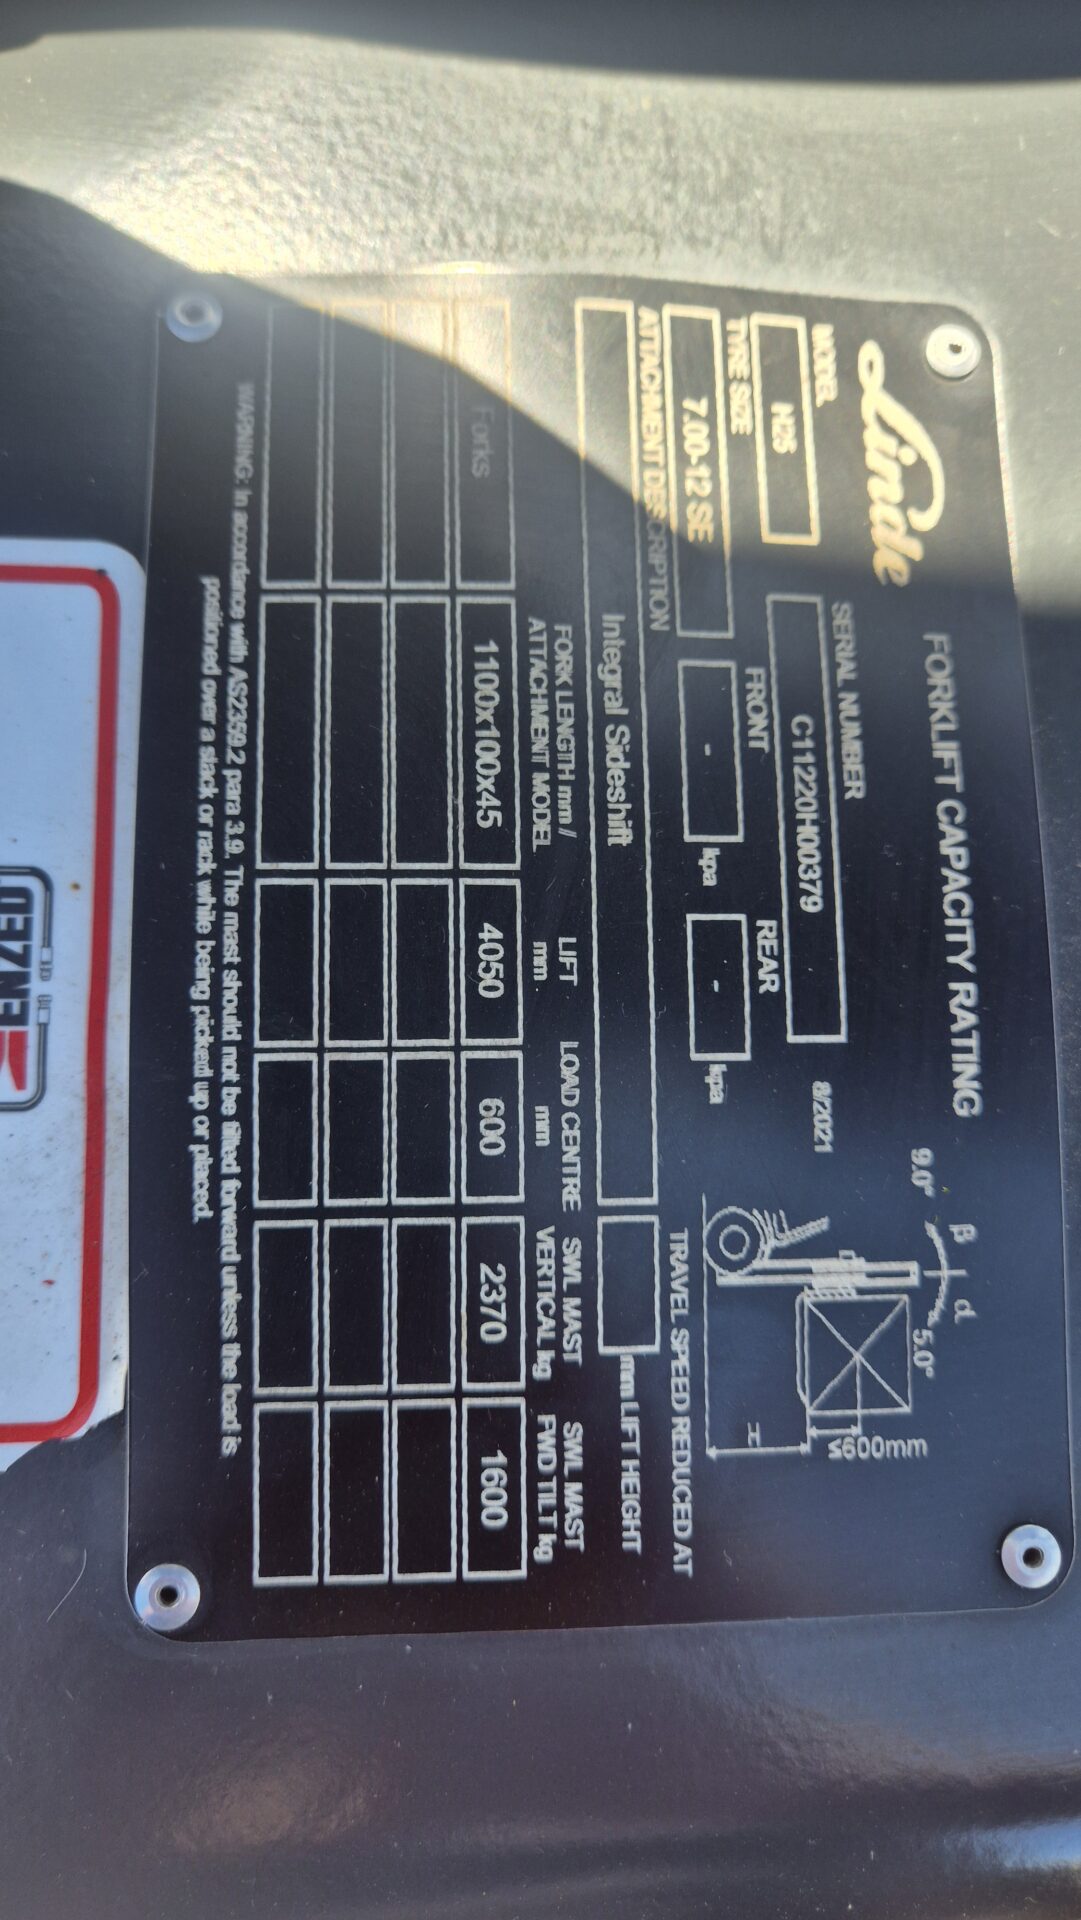 Linde
FORKLIFT CAPACITY RATING
MODEL
SERIAL NUMBER
H25
C11220H00379
8/2021
9.0° β α 5.0°
≤600mm
H
TYRE SIZE
FRONT
REAR
7.00-12 SE
- kpa
- kpa
TRAVEL SPEED REDUCED AT
ATTACHMENT DESCRIPTION
Integral Sideshift
mm LIFT HEIGHT
FORK LENGTH mm //
ATTACHMENT MODEL
LIFT
mm
LOAD CENTRE
mm
SWL MAST
VERTICAL kg
SWL MAST
FWD TILT kg
Forks 1100x100x45 4050 600 2370 1600
WARNING: In accordance with AS2359.2 para 3.9. The mast should not be tilted forward unless the load is
positioned over a stack or rack while being picked up or placed.